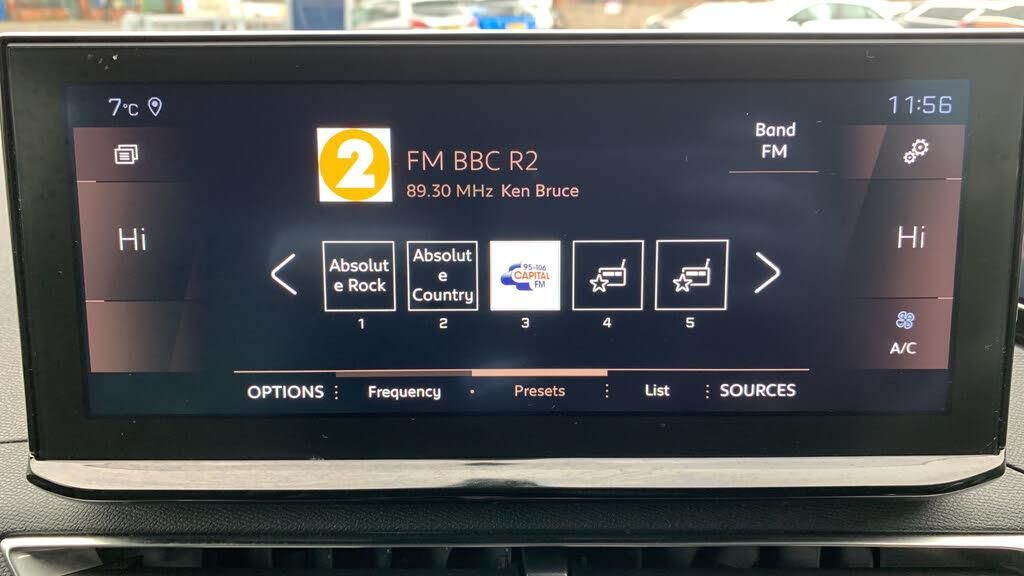 7°C
11:56
Band
FM
2
FM BBC R2
89.30 MHz Ken Bruce
Hi
Hi
Absolut
e Rock
Absolut
e
Country
95-106
CAPITAL
FM
1
2
3
4
5
A/C
OPTIONS
Frequency
Presets
List
SOURCES